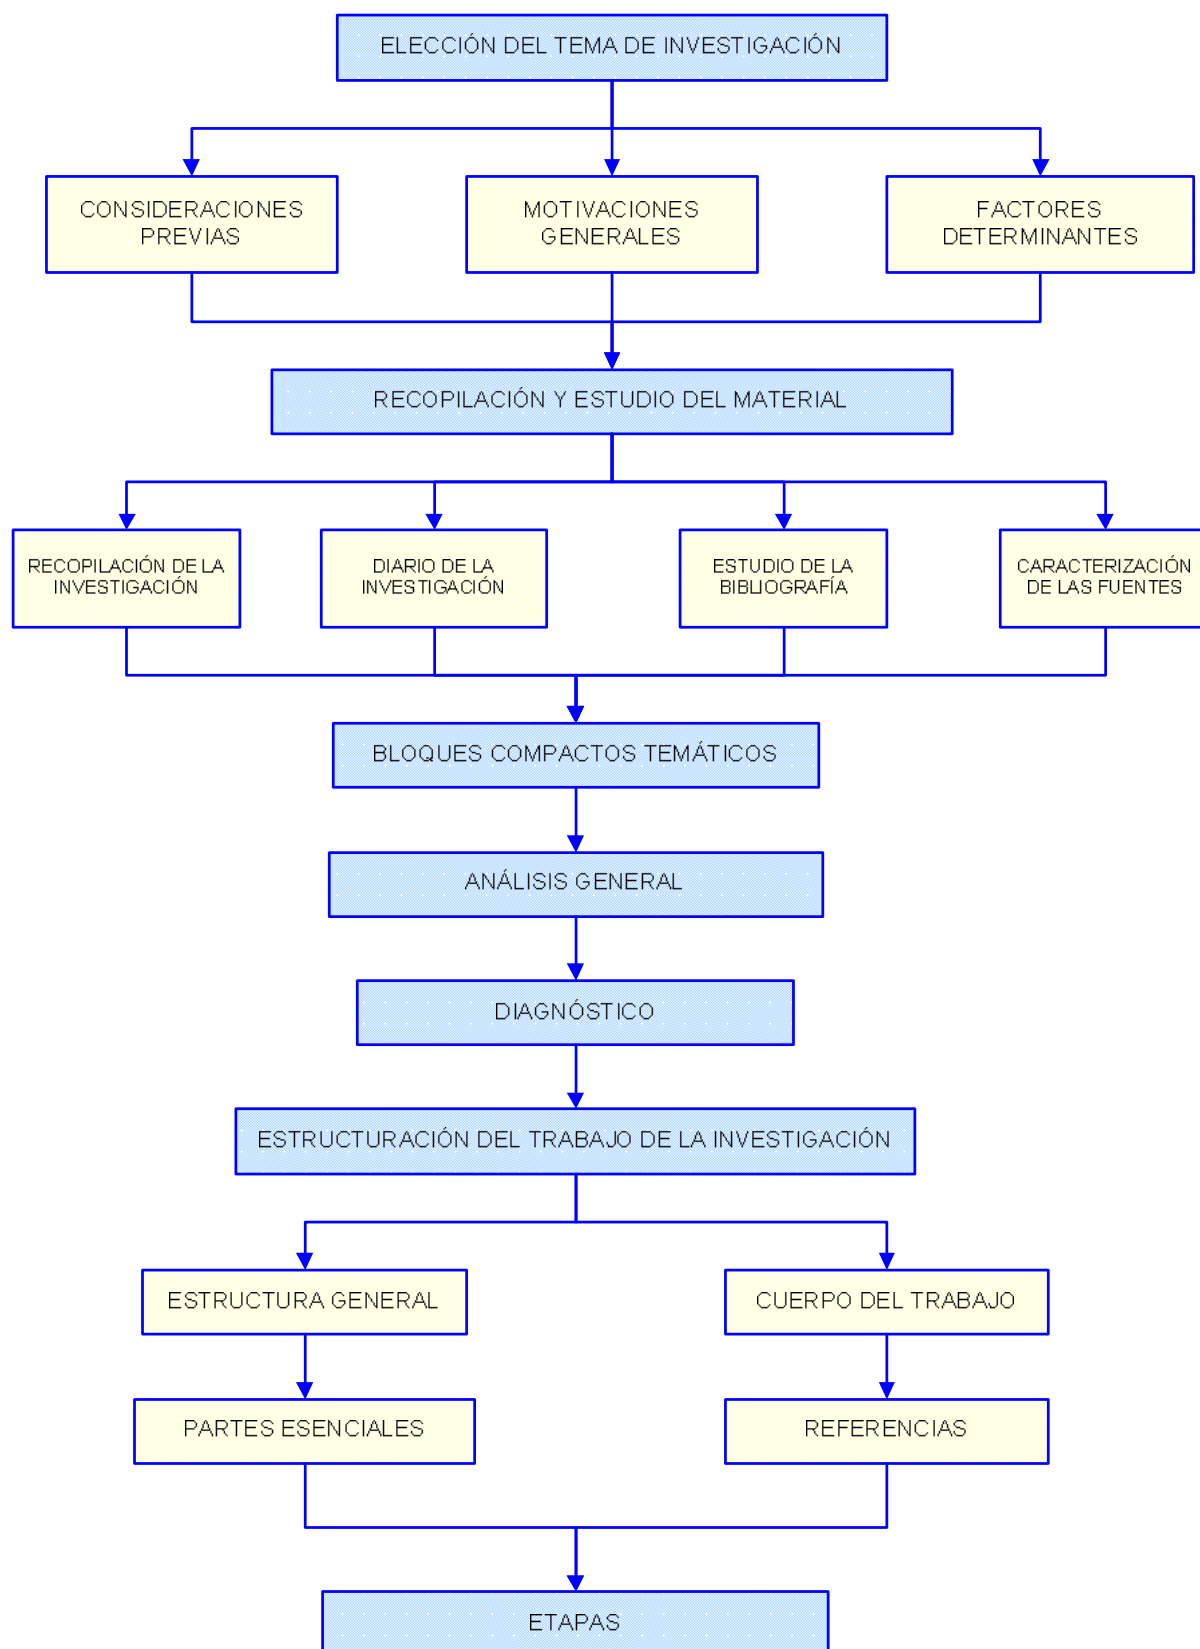 ELECCIÓN DEL TEMA DE INVESTIGACIÓN
CONSIDERACIONES
PREVIAS
MOTIVACIONES
GENERALES
FACTORES
DETERMINANTES
RECOPILACIÓN Y ESTUDIO DEL MATERIAL
RECOPILACIÓN DE LA
INVESTIGACIÓN
DIARIO DE LA
INVESTIGACIÓN
ESTUDIO DE LA
BIBLIOGRAFÍA
CARACTERIZACIÓN
DE LAS FUENTES
BLOQUES COMPACTOS TEMÁTICOS
ANÁLISIS GENERAL
DIAGNÓSTICO
ESTRUCTURACIÓN DEL TRABAJO DE LA INVESTIGACIÓN
ESTRUCTURA GENERAL
CUERPO DEL TRABAJO
PARTES ESENCIALES
REFERENCIAS
ETAPAS